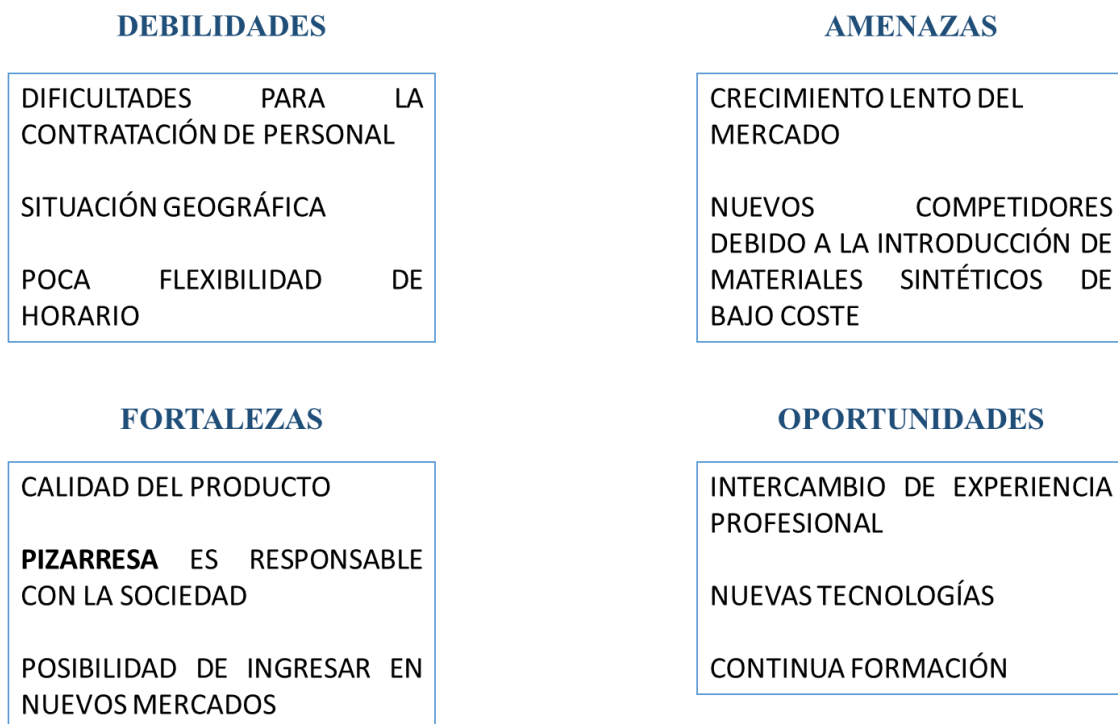 DEBILIDADES
DIFICULTADES PARA LA
CONTRATACIÓN DE PERSONAL
SITUACIÓN GEOGRÁFICA
POCA FLEXIBILIDAD DE
HORARIO
AMENAZAS
CRECIMIENTO LENTO DEL
MERCADO
NUEVOS COMPETIDORES
DEBIDO A LA INTRODUCCIÓN DE
MATERIALES SINTÉTICOS DE
BAJO COSTE
FORTALEZAS
CALIDAD DEL PRODUCTO
PIZARRESA ES RESPONSABLE
CON LA SOCIEDAD
POSIBILIDAD DE INGRESAR EN
NUEVOS MERCADOS
OPORTUNIDADES
INTERCAMBIO DE EXPERIENCIA
PROFESIONAL
NUEVAS TECNOLOGÍAS
CONTINUA FORMACIÓN